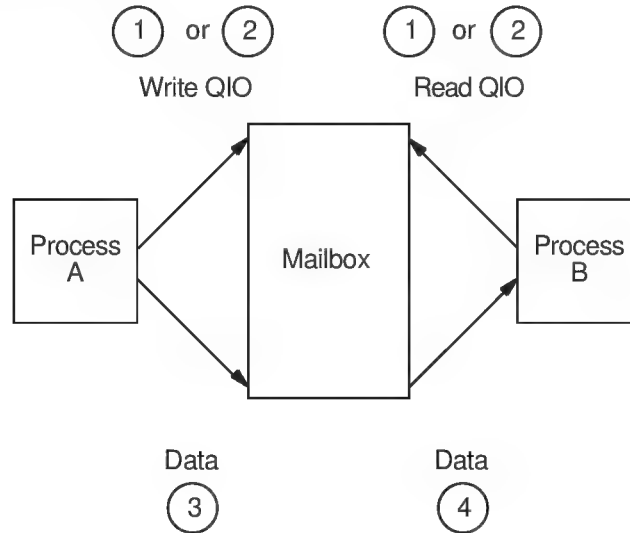 1 or 2
1 or 2
Write QIO
Read QIO
Process
A
Mailbox
Process
B
Data
Data
3
4